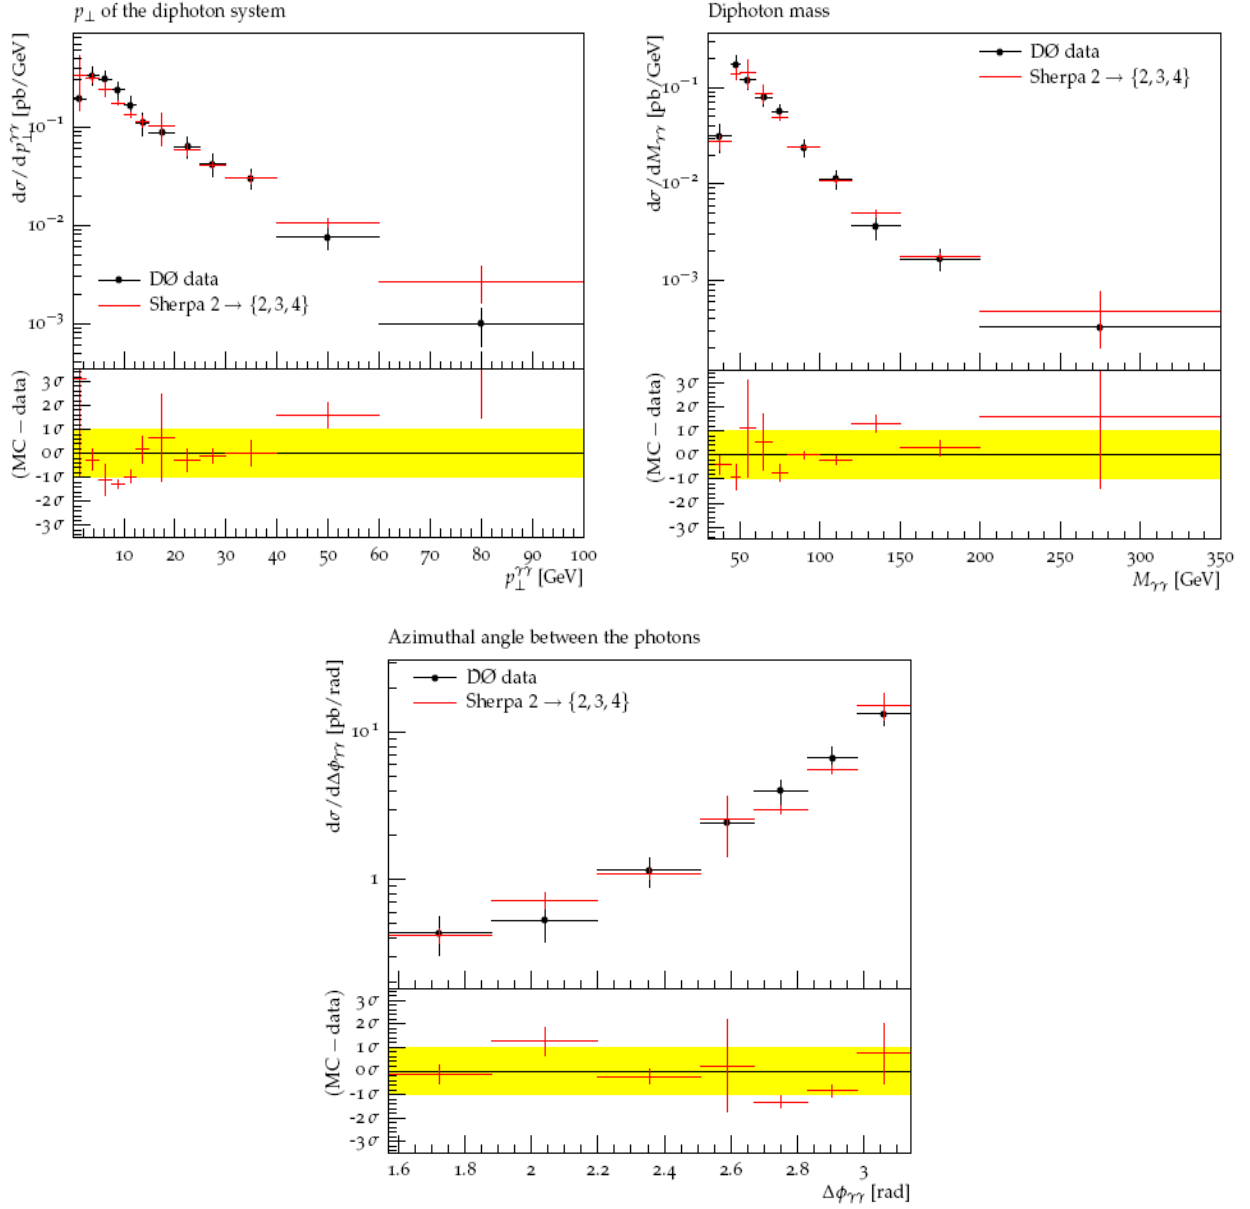 p⊥ of the diphoton system
dσ/dp⊥^γγ [pb/GeV]
10⁻¹
10⁻²
10⁻³
DØ data
Sherpa 2 → {2,3,4}
(MC − data)
3σ
2σ
1σ
0σ
-1σ
-2σ
-3σ
10 20 30 40 50 60 70 80 90 100
p⊥^γγ [GeV]
Diphoton mass
dσ/dMγγ [pb/GeV]
10⁻¹
10⁻²
10⁻³
DØ data
Sherpa 2 → {2,3,4}
(MC − data)
3σ
2σ
1σ
0σ
-1σ
-2σ
-3σ
50 100 150 200 250 300 350
Mγγ [GeV]
Azimuthal angle between the photons
dσ/dΔϕγγ [pb/rad]
10¹
1
DØ data
Sherpa 2 → {2,3,4}
(MC − data)
3σ
2σ
1σ
0σ
-1σ
-2σ
-3σ
1.6 1.8 2 2.2 2.4 2.6 2.8 3
Δϕγγ [rad]